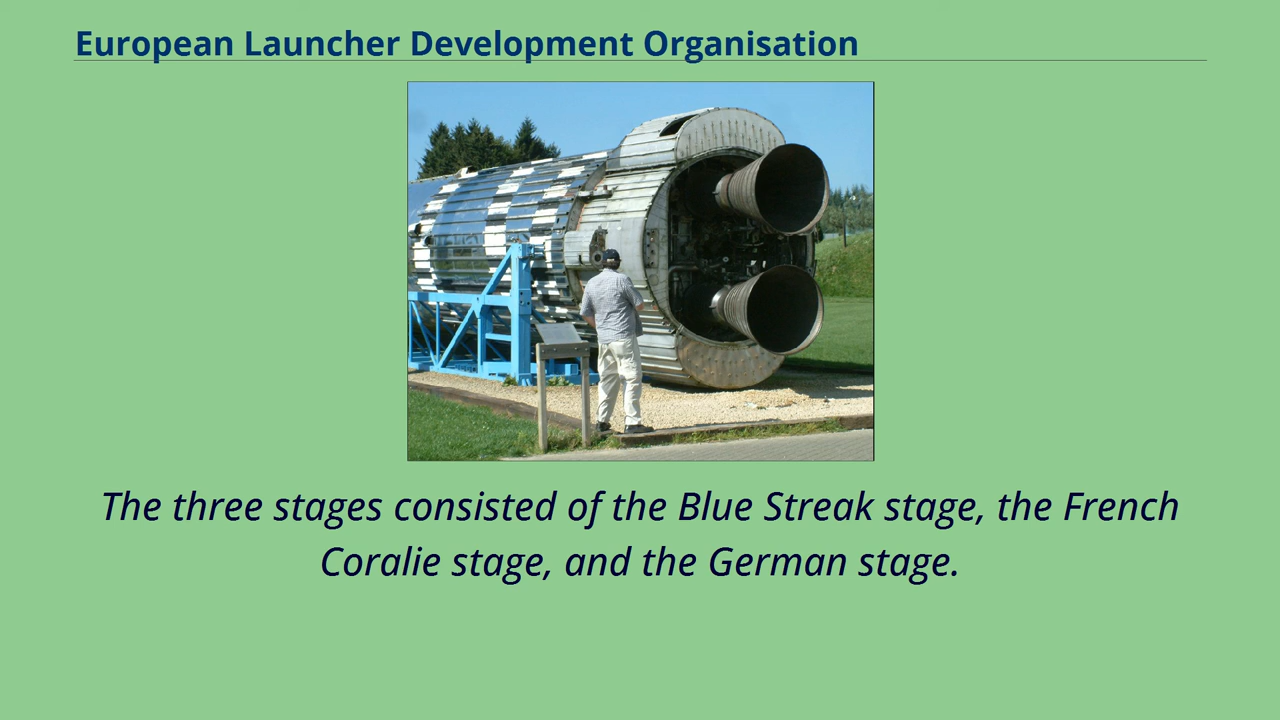 European Launcher Development Organisation
The three stages consisted of the Blue Streak stage, the French
Coralie stage, and the German stage.